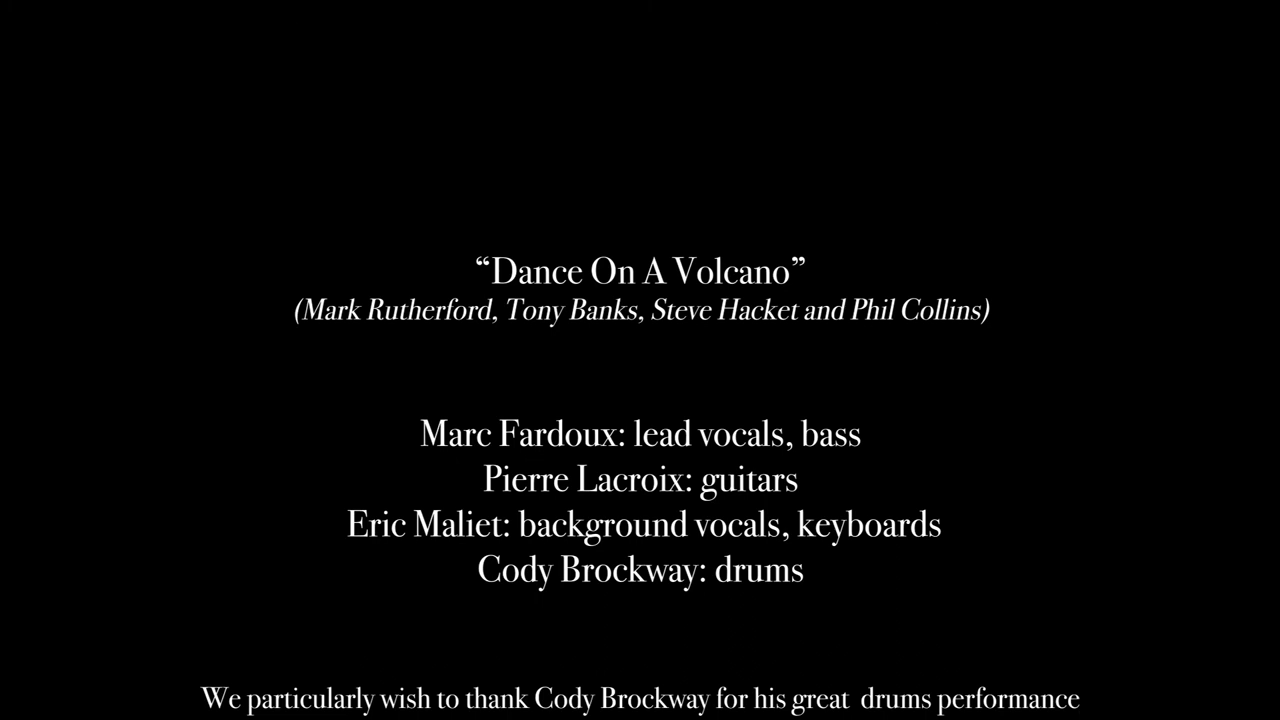 “Dance On A Volcano”
(Mark Rutherford, Tony Banks, Steve Hacket and Phil Collins)
Marc Fardoux: lead vocals, bass
Pierre Lacroix: guitars
Eric Maliet: background vocals, keyboards
Cody Brockway: drums
We particularly wish to thank Cody Brockway for his great  drums performance